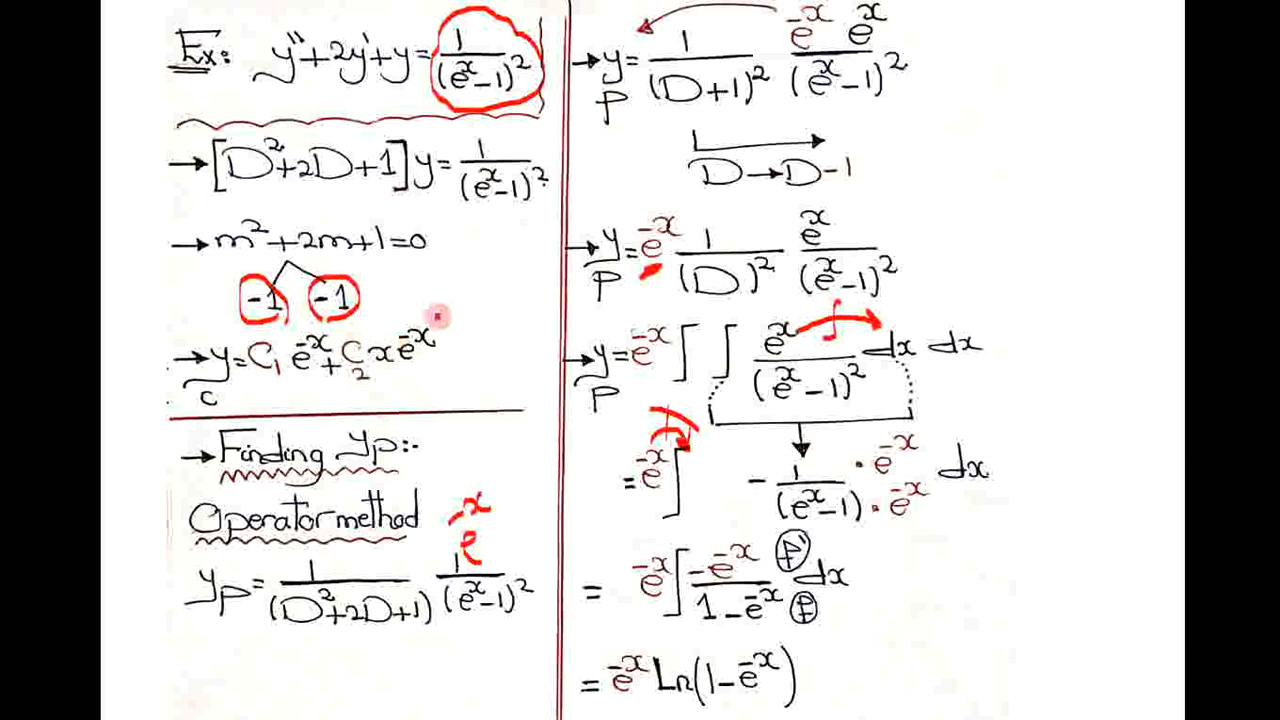 Ex: y''+2y'+y = 1/(e^x-1)^2
→ [D^2+2D+1] y = 1/(e^x-1)^2
→ m^2+2m+1=0
-1 -1
→ y_c = C_1 e^-x + C_2 x e^-x
→ Finding y_p:-
Operator method
e^-x
y_p = 1/(D^2+2D+1) 1/(e^x-1)^2
→ y_p = 1/(D+1)^2 e^-x e^x/(e^x-1)^2
D→D-1
→ y_p = e^-x 1/(D)^2 e^x/(e^x-1)^2
→ y_p = e^-x ∫ ∫ e^x/(e^x-1)^2 dx dx
= e^-x ∫ - 1/(e^x-1) · e^-x/· e^-x dx
= e^-x ∫ -e^-x/(1-e^-x) dx f' f
= e^-x Ln(1-e^-x)